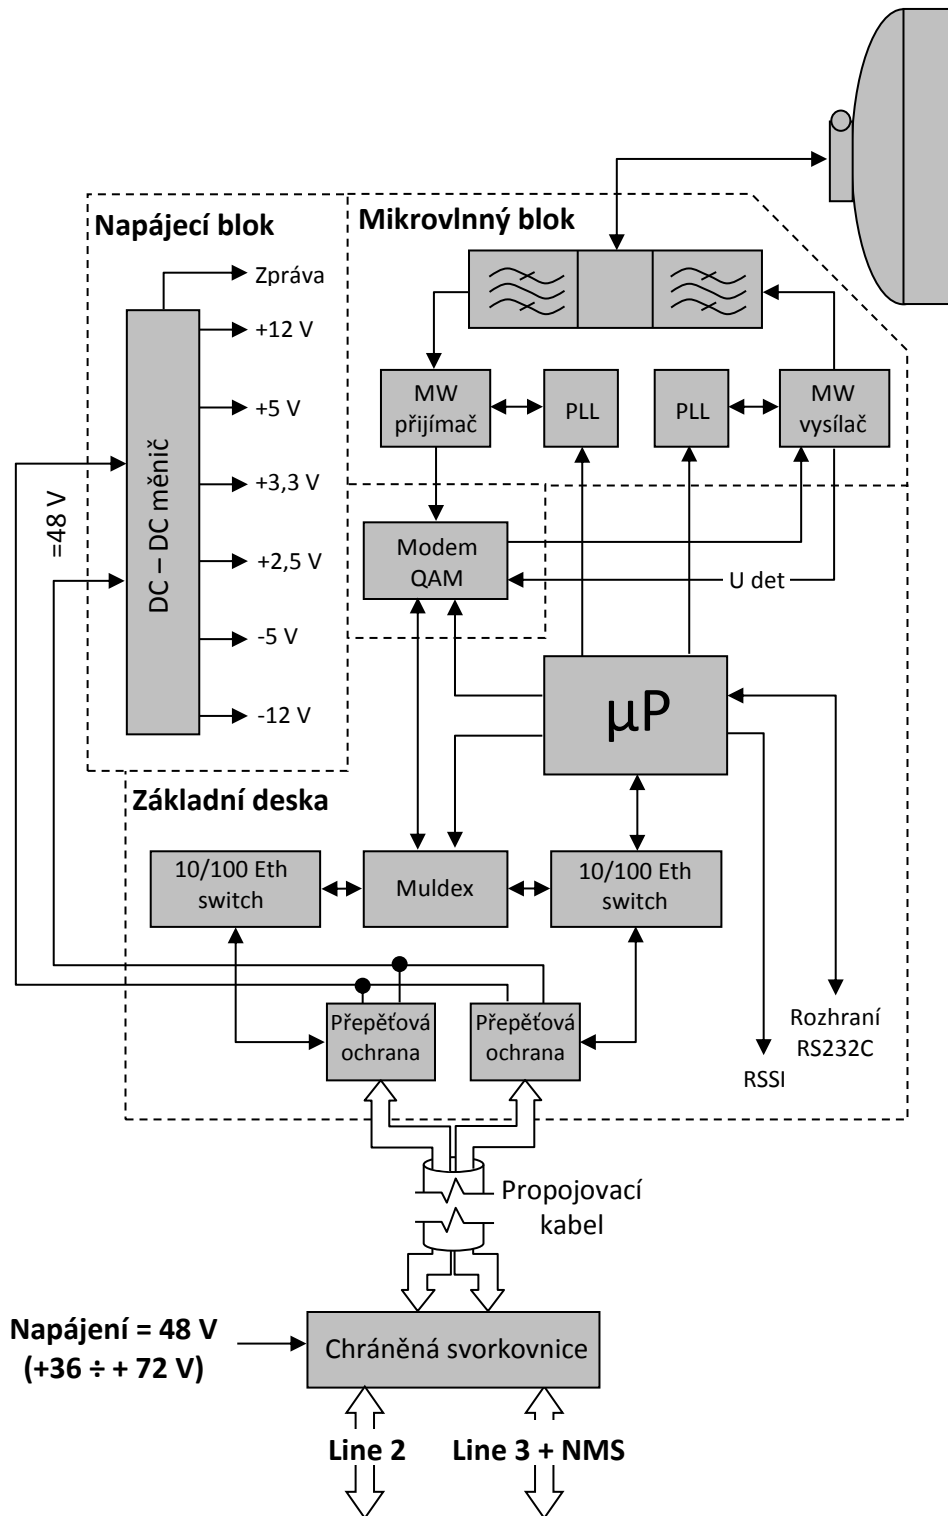 Napájecí blok
Mikrovlnný blok
Zpráva
+12 V
+5 V
+3,3 V
+2,5 V
-5 V
-12 V
=48 V
DC – DC měnič
MW
přijímač
PLL
PLL
MW
vysílač
Modem
QAM
U det
µP
Základní deska
10/100 Eth
switch
Muldex
10/100 Eth
switch
Přepěťová
ochrana
Přepěťová
ochrana
Rozhraní
RS232C
RSSI
Propojovací
kabel
Napájení = 48 V
(+36 ÷ + 72 V)
Chráněná svorkovnice
Line 2
Line 3 + NMS